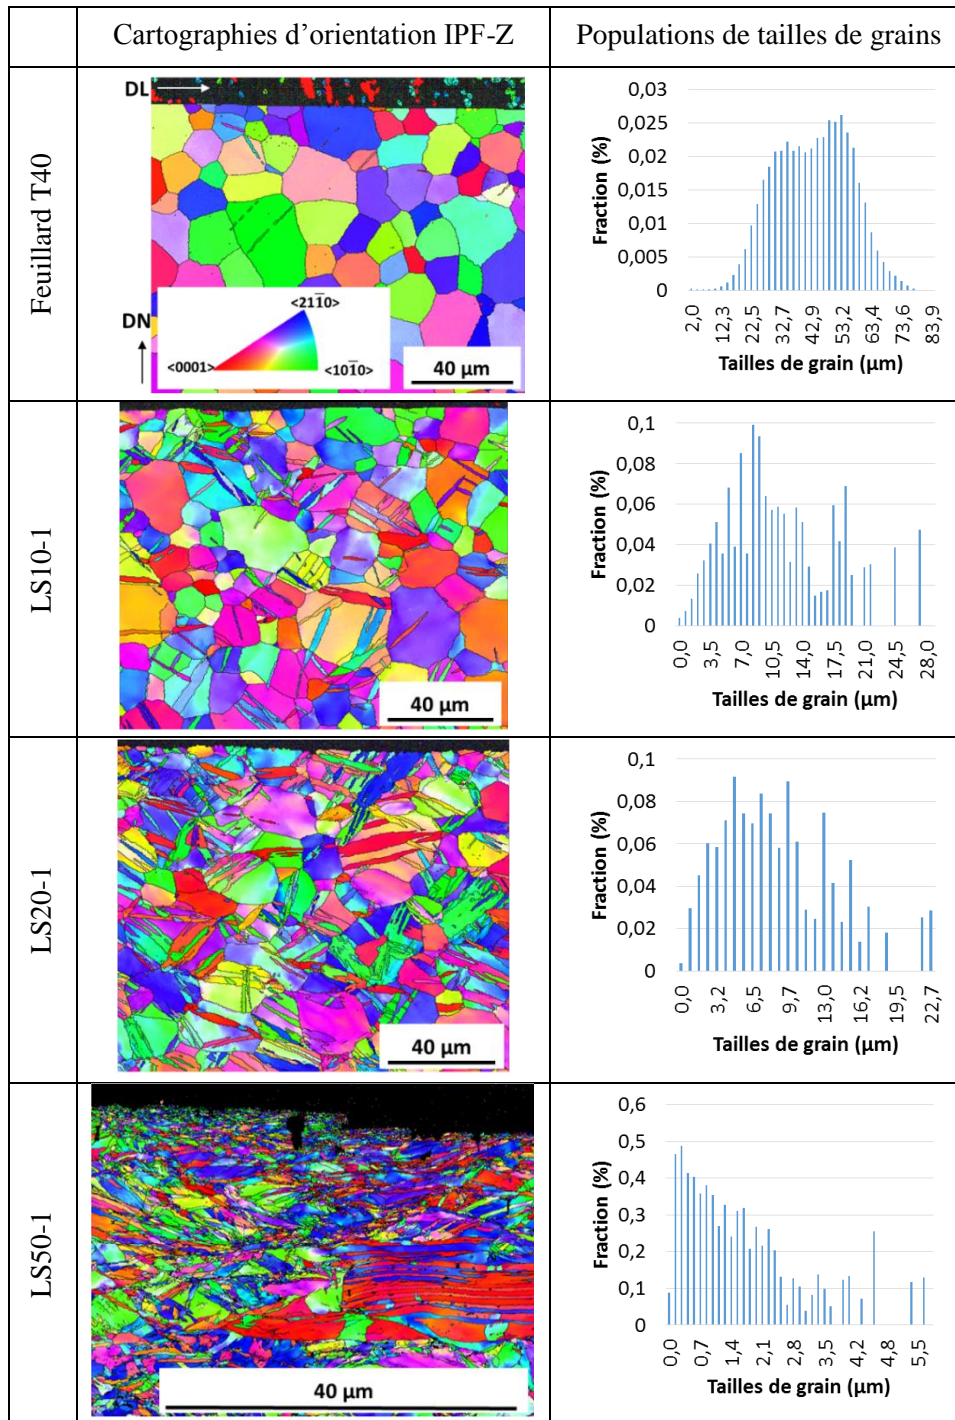 Cartographies d’orientation IPF-Z
Populations de tailles de grains
Feuillard T40
DL
DN
<21̅1̅0>
<0001>
<101̅0>
40 µm
0,03
0,025
0,02
0,015
0,01
0,005
0
Fraction (%)
2,0 12,3 22,5 32,7 42,9 53,2 63,4 73,6 83,9
Tailles de grain (µm)
LS10-1
40 µm
0,1
0,08
0,06
0,04
0,02
0
Fraction (%)
0,0 3,5 7,0 10,5 14,0 17,5 21,0 24,5 28,0
Tailles de grain (µm)
LS20-1
40 µm
0,1
0,08
0,06
0,04
0,02
0
Fraction (%)
0,0 3,2 6,5 9,7 13,0 16,2 19,5 22,7
Tailles de grain (µm)
LS50-1
40 µm
0,6
0,5
0,4
0,3
0,2
0,1
0
Fraction (%)
0,0 0,7 1,4 2,1 2,8 3,5 4,2 4,8 5,5
Tailles de grain (µm)